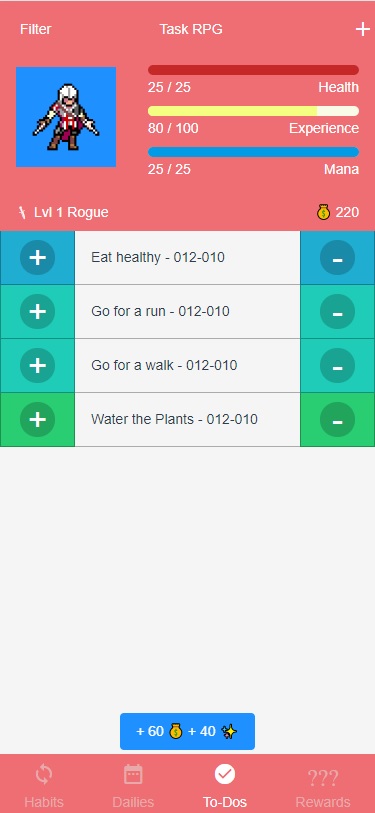 Filter Task RPG +
25 / 25 Health
80 / 100 Experience
25 / 25 Mana
Lvl 1 Rogue 220
+ Eat healthy - 012-010 -
+ Go for a run - 012-010 -
+ Go for a walk - 012-010 -
+ Water the Plants - 012-010 -
+ 60 💰 + 40 ✨
???
Habits Dailies To-Dos Rewards